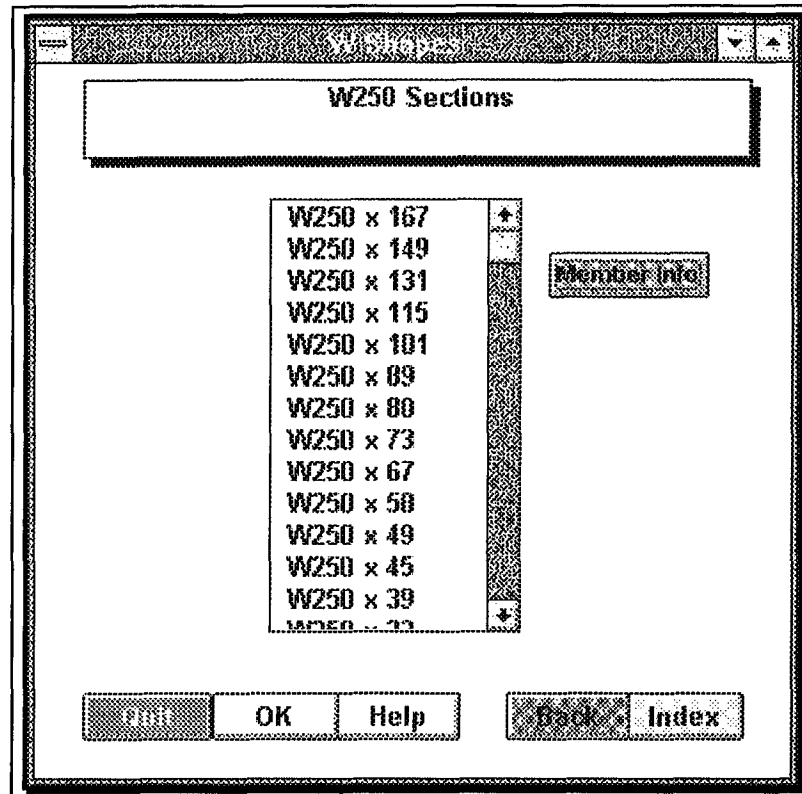 W Shapes
W250 Sections
W250 x 167
W250 x 149
W250 x 131
W250 x 115
W250 x 101
W250 x 89
W250 x 80
W250 x 73
W250 x 67
W250 x 58
W250 x 49
W250 x 45
W250 x 39
Member Info
Quit OK Help Back Index